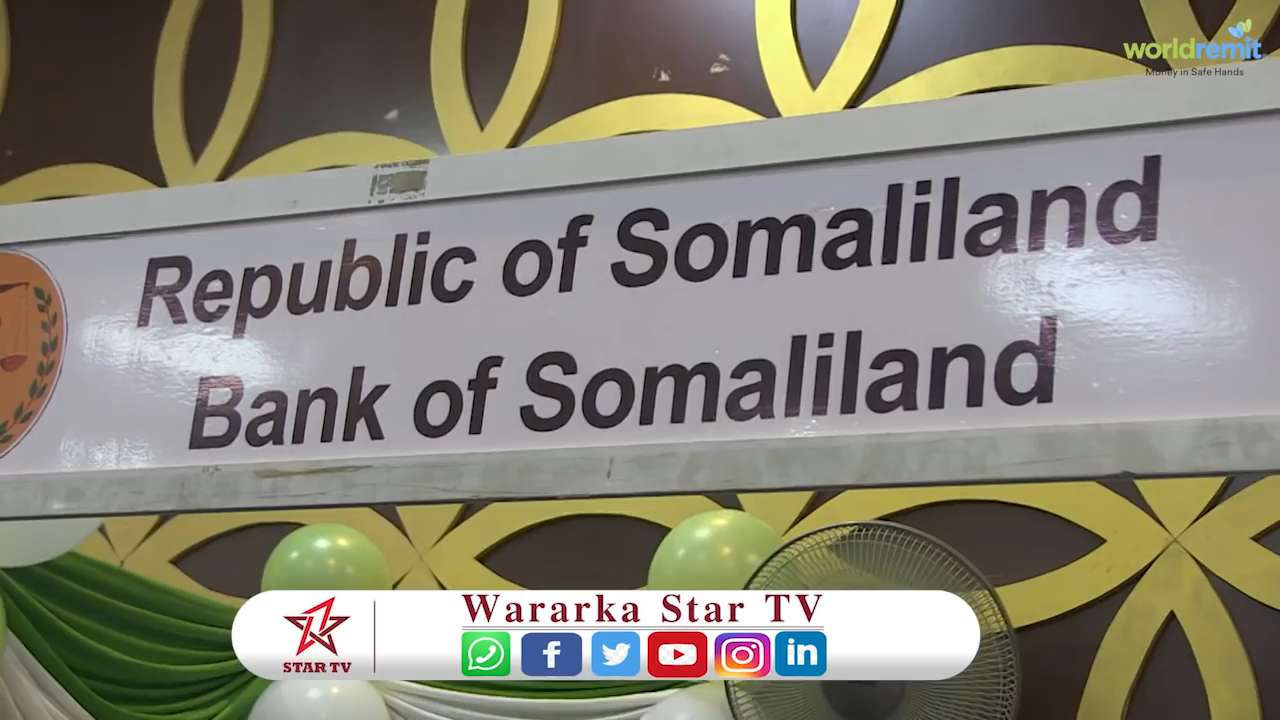 worldremit
Money in Safe Hands
Republic of Somaliland
Bank of Somaliland
Wararka Star TV
STAR TV